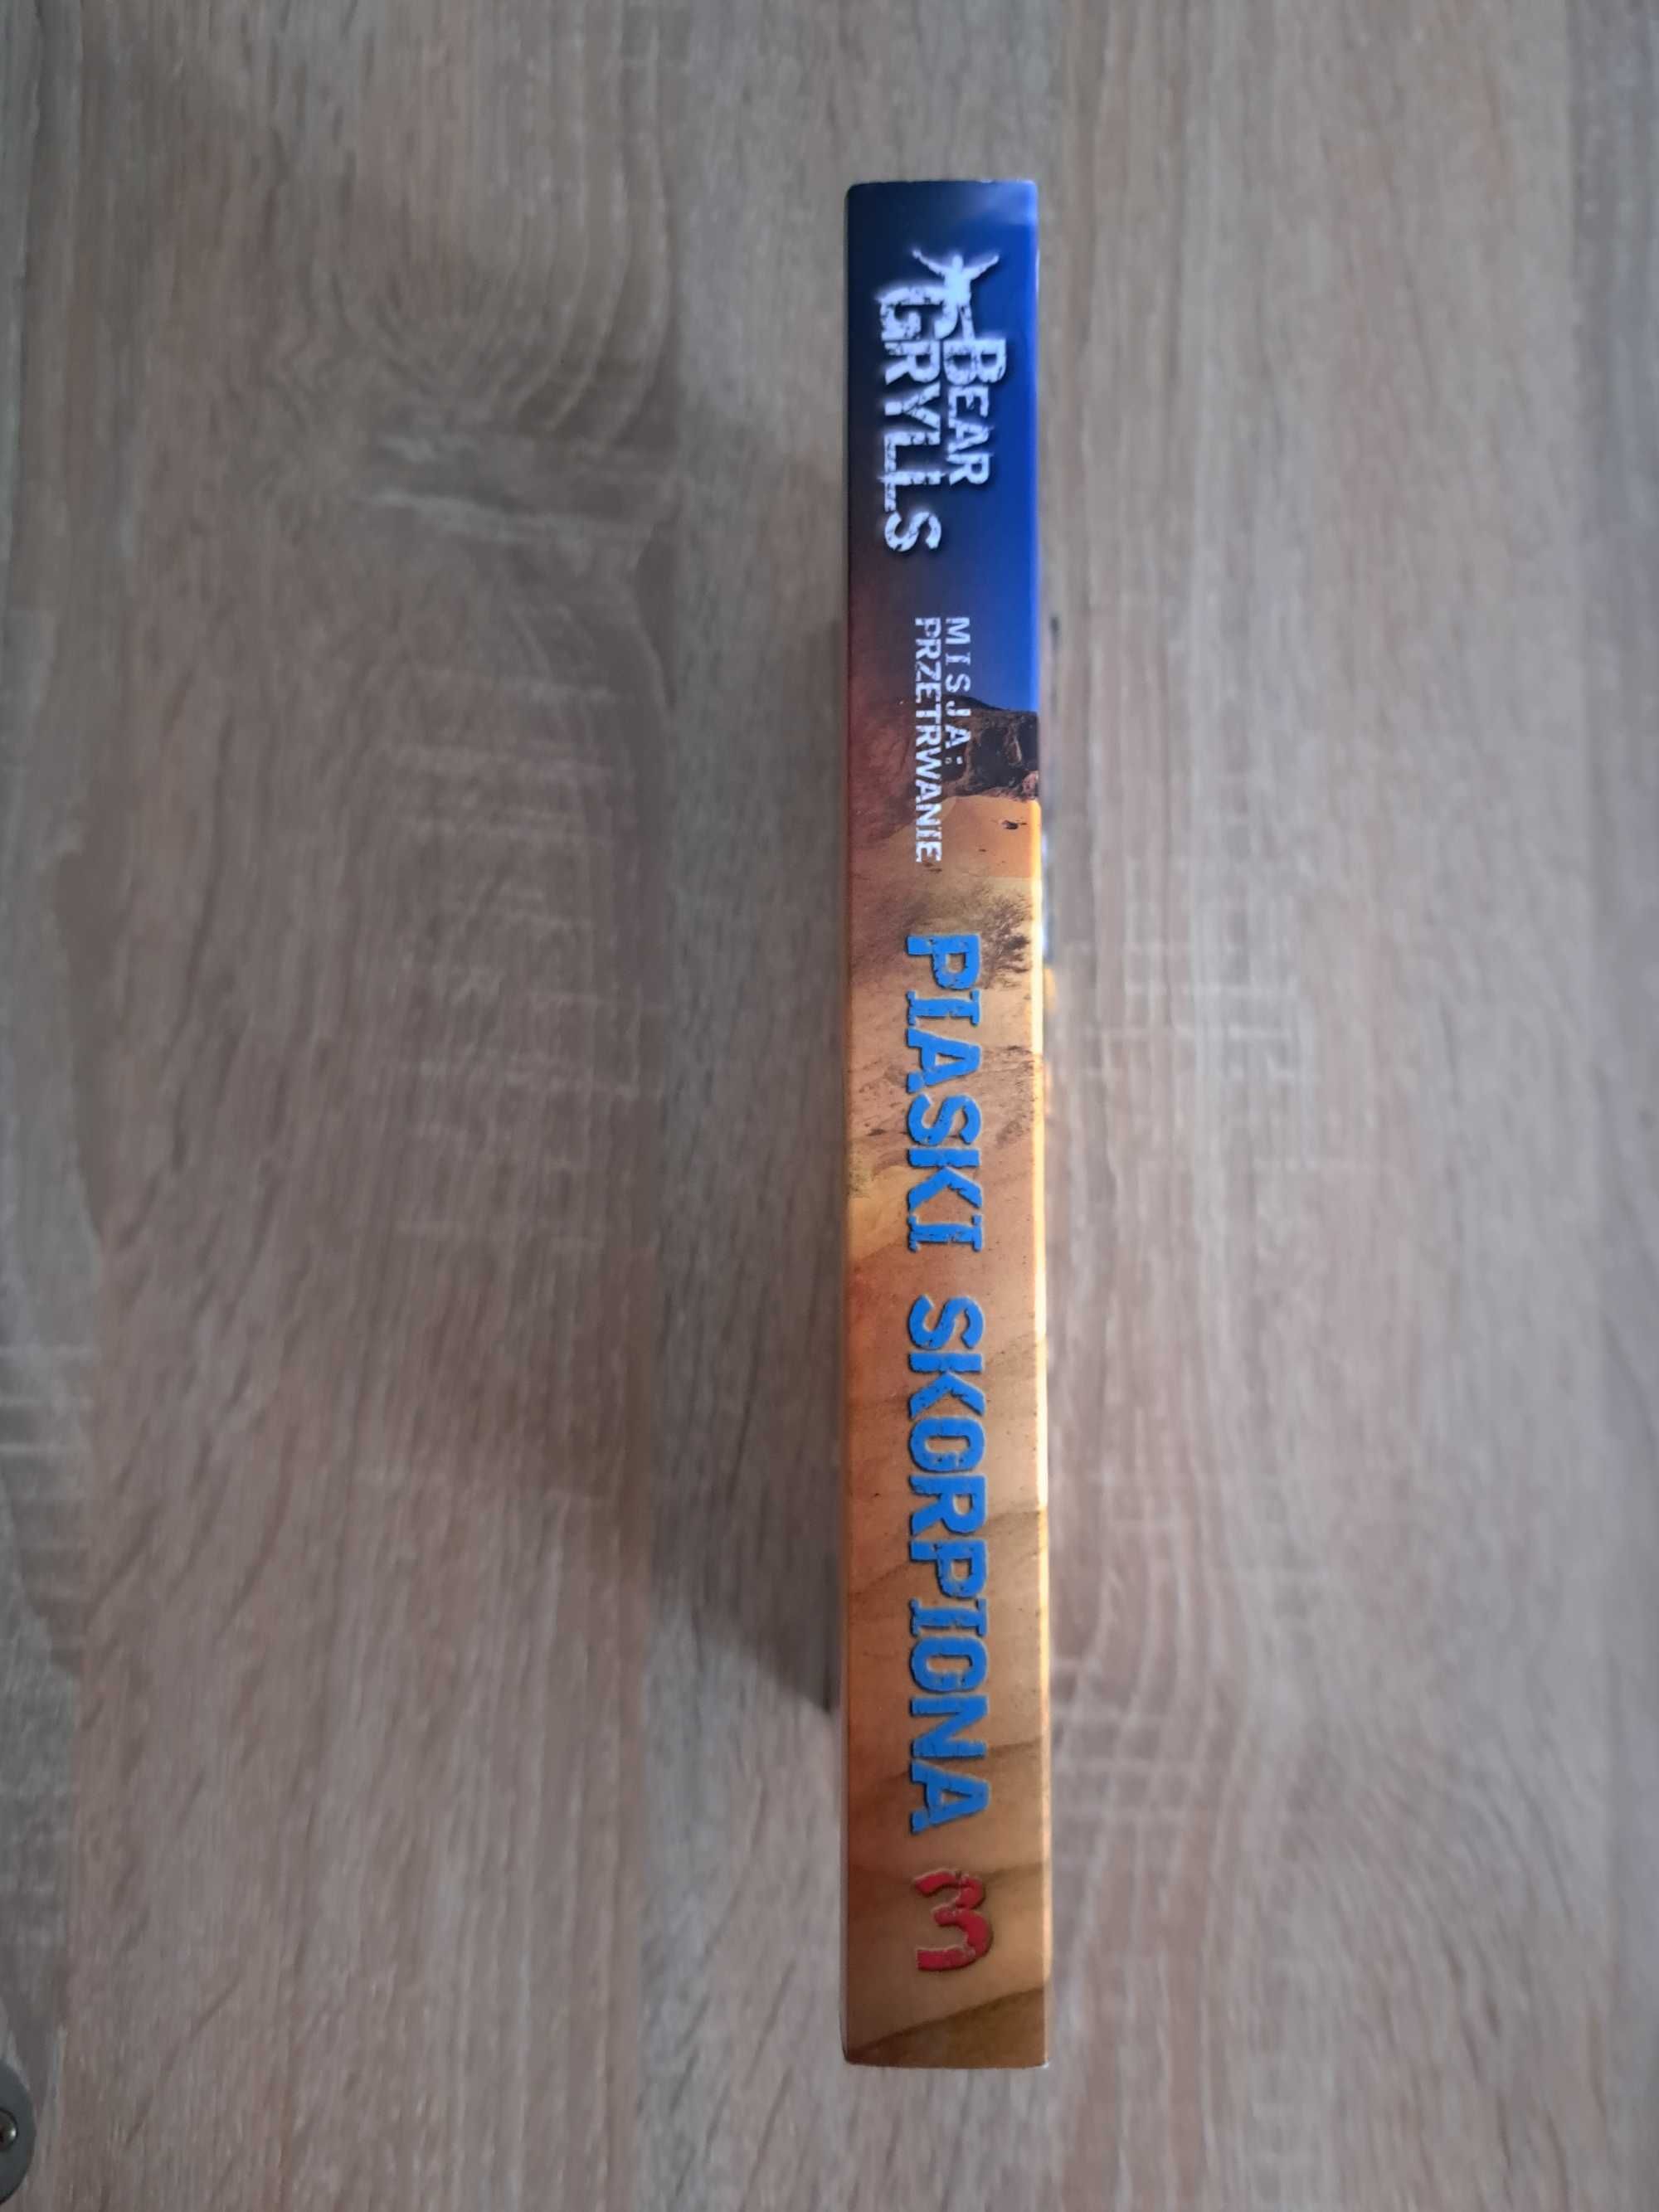 BEAR
GRYLLS
MISJA:
PRZETRWANIE
PIASKI SKORPIONA
3